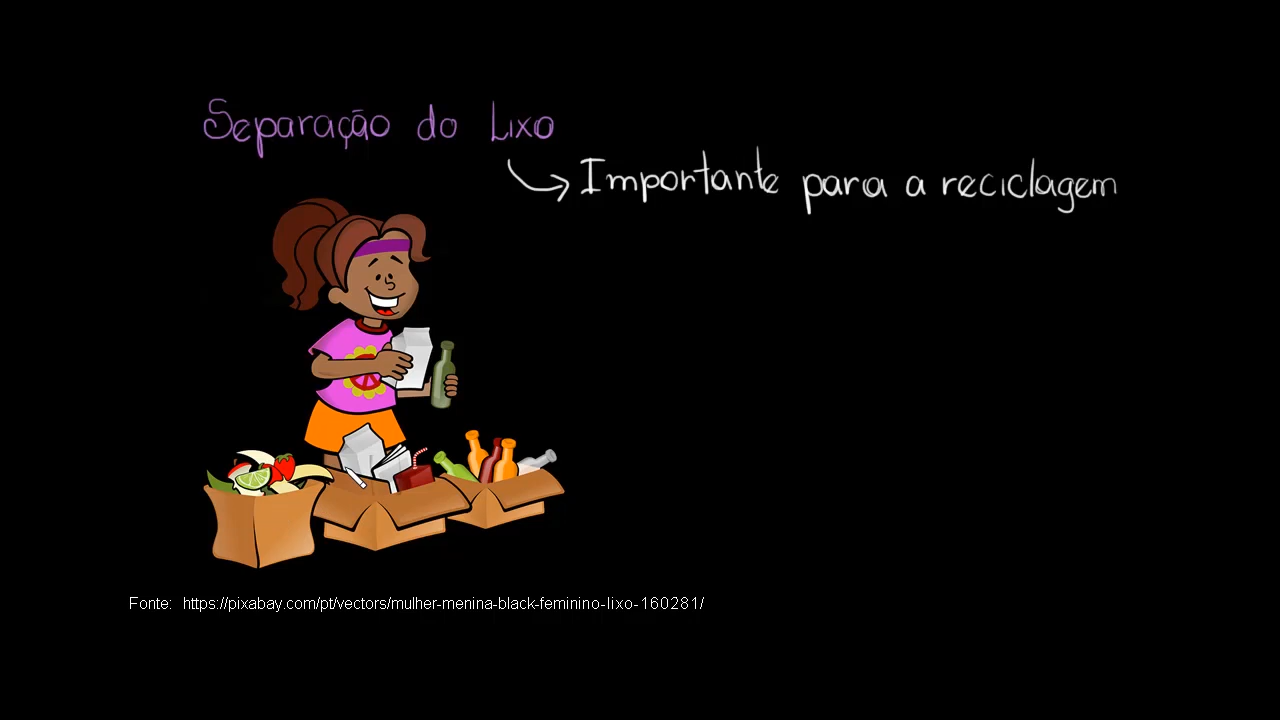 Separação do Lixo
Importante para a reciclagem
Fonte: https://pixabay.com/pt/vectors/mulher-menina-black-feminino-lixo-160281/